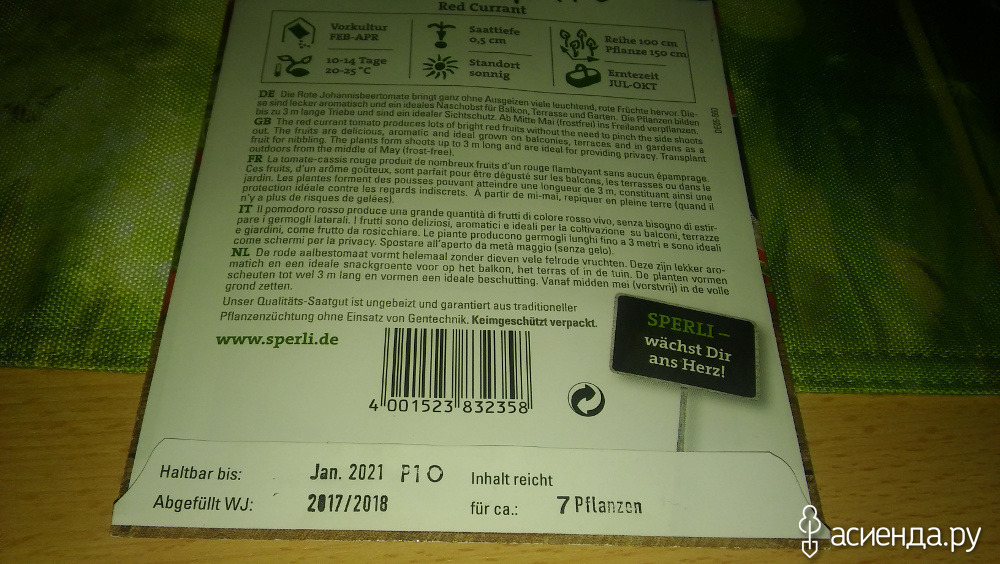 Red Currant
Vorkultur
FEB-APR
Saattiefe
0,5 cm
Reihe 100 cm
Pflanze 150 cm
10-14 Tage
20-25 °C
Standort
sonnig
Erntezeit
JUL-OKT
DE Die Rote Johannisbeertomate bringt ganz ohne Ausgeizen viele leuchtend, rote Früchte hervor. Die-
se sind lecker aromatisch und ein ideales Naschobst für Balkon, Terrasse und Garten. Die Pflanzen bilden
bis zu 3 m lange Triebe und sind ein idealer Sichtschutz. Ab Mitte Mai (frostfrei) ins Freiland verpflanzen.
GB The red currant tomato produces lots of bright red fruits without the need to pinch the side shoots
out. The fruits are delicious, aromatic and ideal grown on balconies, terraces and in gardens as a
fruit for nibbling. The plants form shoots up to 3 m long and are ideal for providing privacy. Transplant
outdoors from the middle of May (frost-free).
FR La tomate-cassis rouge produit de nombreux fruits d'un rouge flamboyant sans aucun épamprage.
Ces fruits, d'un arôme goûteux, sont parfait pour être dégusté sur les balcons, les terrasses ou dans le
jardin. Les plantes forment des pousses pouvant atteindre une longueur de 3 m, constituant ainsi une
protection idéale contre les regards indiscrets. À partir de mi-mai, repiquer en pleine terre (quand il
n'y a plus de risques de gelées).
IT Il pomodoro rosso produce una grande quantità di frutti di colore rosso vivo, senza bisogno di estir-
pare i germogli laterali. I frutti sono deliziosi, aromatici e ideali per la coltivazione su balconi, terrazze
e giardini, come frutto da rosicchiare. Le piante producono germogli lunghi fino a 3 metri e sono ideali
come schermi per la privacy. Spostare all'aperto da metà maggio (senza gelo).
NL De rode aalbestomaat vormt helemaal zonder dieven vele felrode vruchten. Deze zijn lekker aro-
matich en een ideale snackgroente voor op het balkon, het terras of in de tuin. De planten vormen
scheuten tot wel 3 m lang en vormen een ideale beschutting. Vanaf midden mei (vorstvrij) in de volle
grond zetten.
Unser Qualitäts-Saatgut ist ungebeizt und garantiert aus traditioneller
Pflanzenzüchtung ohne Einsatz von Gentechnik. Keimgeschützt verpackt.
www.sperli.de
SPERLI –
wächst Dir
ans Herz!
4 001523 832358
Haltbar bis: Jan. 2021 P10
Abgefüllt WJ: 2017/2018
Inhalt reicht
für ca.: 7 Pflanzen
асиенда.ру